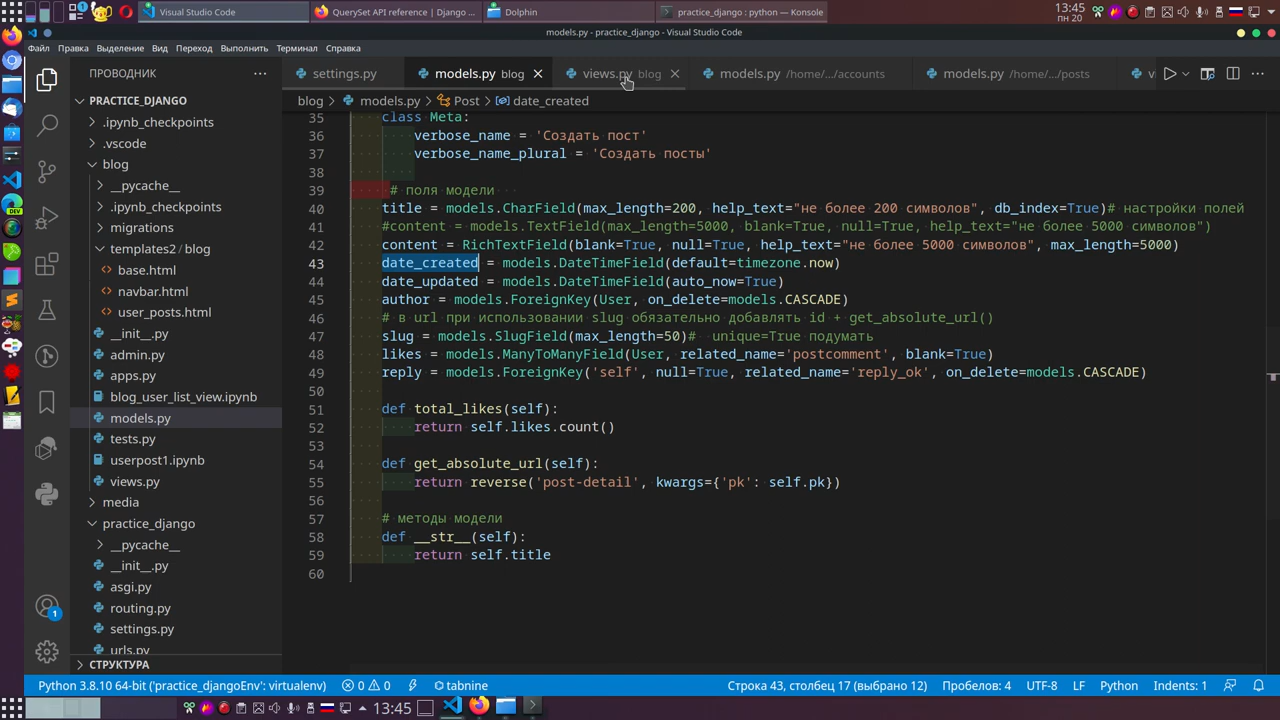 Visual Studio Code
QuerySet API reference | Django ...
Dolphin
practice_django : python — Konsole
13:45
пн 20
models.py - practice_django - Visual Studio Code
Файл Правка Выделение Вид Переход Выполнить Терминал Справка
ПРОВОДНИК
settings.py
models.py blog
views.py blog
models.py /home/.../accounts
models.py /home/.../posts
blog > models.py > Post > date_created
PRACTICE_DJANGO
.ipynb_checkpoints
.vscode
blog
__pycache__
.ipynb_checkpoints
migrations
templates2 / blog
base.html
navbar.html
user_posts.html
__init__.py
admin.py
apps.py
blog_user_list_view.ipynb
models.py
tests.py
userpost1.ipynb
views.py
media
practice_django
__pycache__
__init__.py
asgi.py
routing.py
settings.py
urls.py
СТРУКТУРА
35 class Meta:
36 verbose_name = 'Создать пост'
37 verbose_name_plural = 'Создать посты'
38
39 # поля модели
40 title = models.CharField(max_length=200, help_text="не более 200 символов", db_index=True)# настройки полей
41 #content = models.TextField(max_length=5000, blank=True, null=True, help_text="не более 5000 символов")
42 content = RichTextField(blank=True, null=True, help_text="не более 5000 символов", max_length=5000)
43 date_created = models.DateTimeField(default=timezone.now)
44 date_updated = models.DateTimeField(auto_now=True)
45 author = models.ForeignKey(User, on_delete=models.CASCADE)
46 # в url при использовании slug обязательно добавлять id + get_absolute_url()
47 slug = models.SlugField(max_length=50)# unique=True подумать
48 likes = models.ManyToManyField(User, related_name='postcomment', blank=True)
49 reply = models.ForeignKey('self', null=True, related_name='reply_ok', on_delete=models.CASCADE)
50
51 def total_likes(self):
52 return self.likes.count()
53
54 def get_absolute_url(self):
55 return reverse('post-detail', kwargs={'pk': self.pk})
56
57 # методы модели
58 def __str__(self):
59 return self.title
60
Python 3.8.10 64-bit ('practice_djangoEnv': virtualenv) 0 0 tabnine Строка 43, столбец 17 (выбрано 12) Пробелов: 4 UTF-8 LF Python Indents: 1
13:45